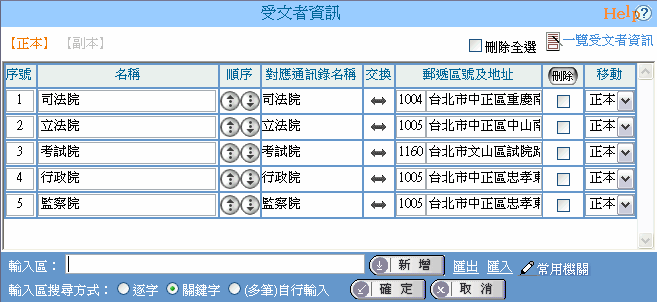 受文者資訊 Help?
【正本】 【副本】 刪除全選 一覽受文者資訊
序號 名稱 順序 對應通訊錄名稱 交換 郵遞區號及地址 刪除 移動
1 司法院 司法院 1004 台北市中正區重慶南 正本
2 立法院 立法院 1005 台北市中正區中山南 正本
3 考試院 考試院 1160 台北市文山區試院路 正本
4 行政院 行政院 1005 台北市中正區忠孝東 正本
5 監察院 監察院 1005 台北市中正區忠孝東 正本
輸入區： 新增 匯出 匯入 常用機關
輸入區搜尋方式： 逐字 關鍵字 (多筆)自行輸入 確定 取消